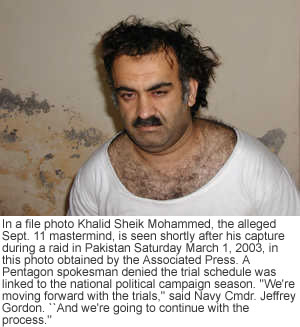 In a file photo Khalid Sheik Mohammed, the alleged
Sept. 11 mastermind, is seen shortly after his capture
during a raid in Pakistan Saturday March 1, 2003, in
this photo obtained by the Associated Press. A
Pentagon spokesman denied the trial schedule was
linked to the national political campaign season. "We're
moving forward with the trials," said Navy Cmdr. Jeffrey
Gordon. ``And we're going to continue with the
process."